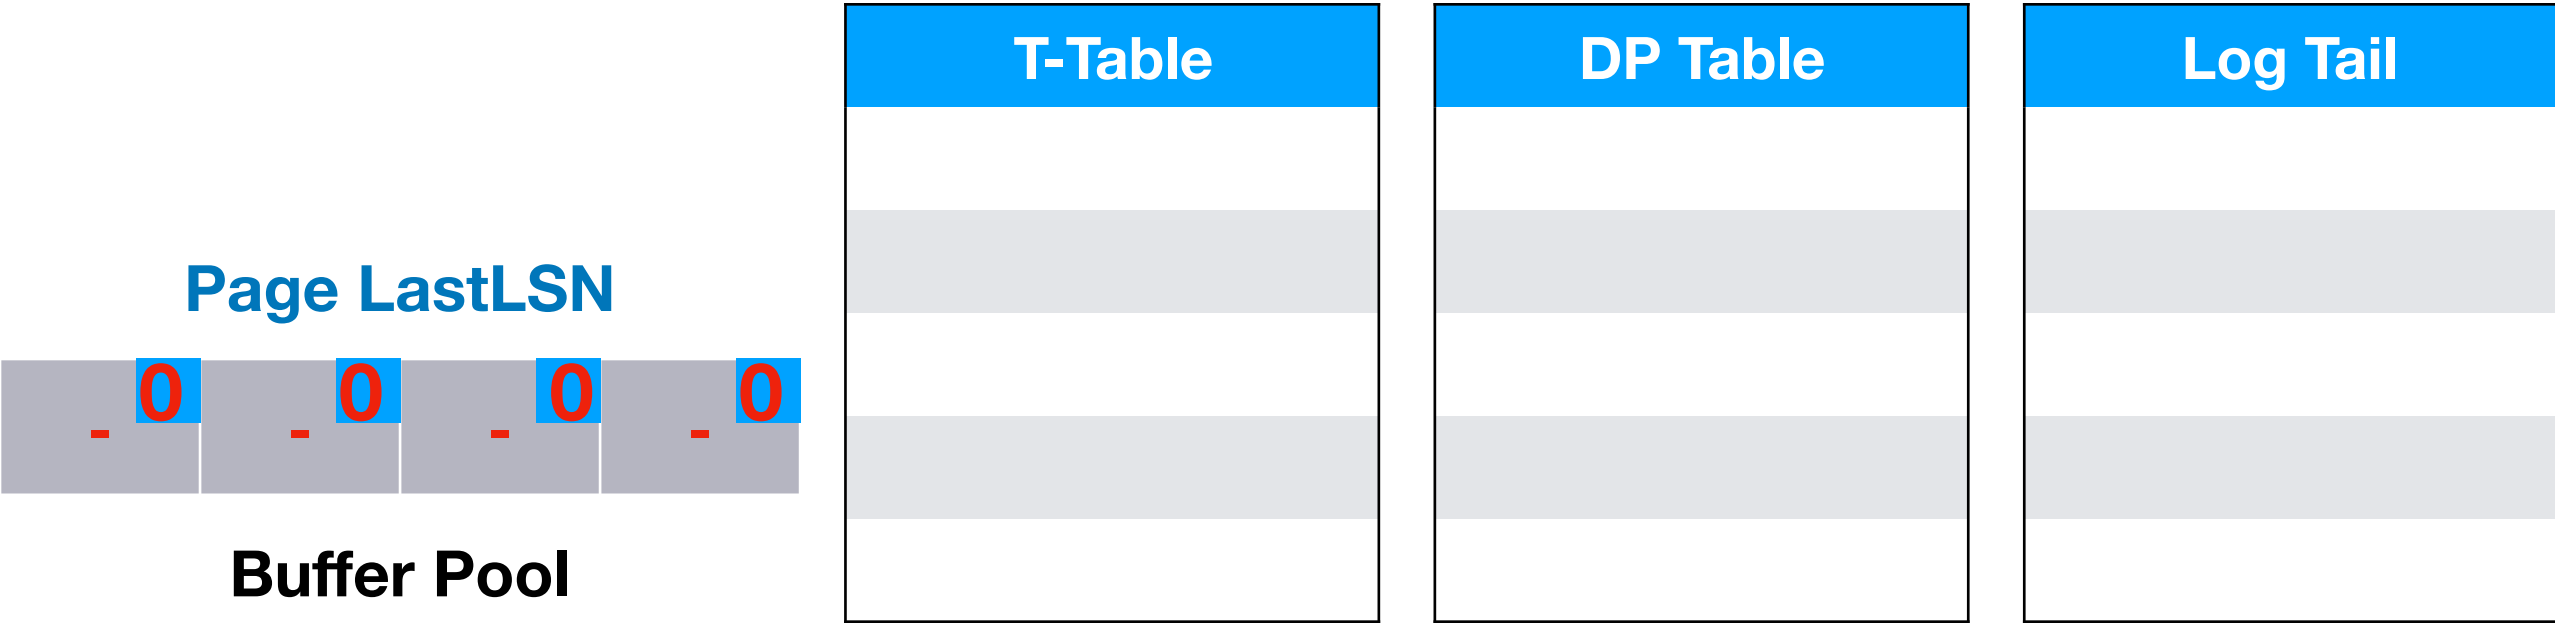 T-Table
DP Table
Log Tail
Page LastLSN
0 0 0 0
- - - -
Buffer Pool